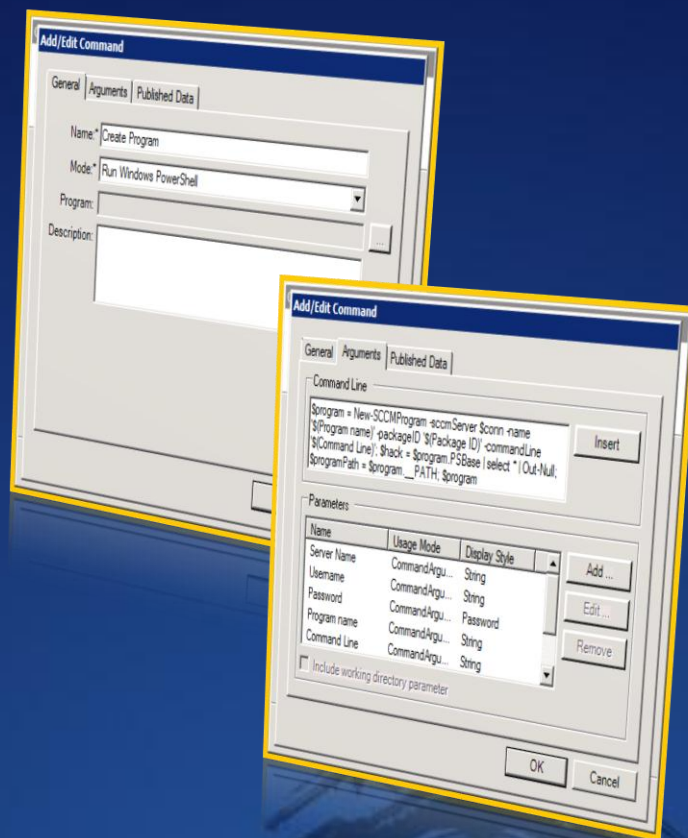 Add/Edit Command
General Arguments Published Data
Name:* Create Program
Mode:* Run Windows PowerShell
Program:
...
Description:
Add/Edit Command
General Arguments Published Data
Command Line
$program = New-SCCMProgram -sccmServer $conn -name
'$(Program name)' -packageID '$(Package ID)' -commandLine
'$(Command Line)'; $hack = $program.PSBase | select * | Out-Null;
$programPath = $program.__PATH; $program
Insert
Parameters
Name Usage Mode Display Style
Server Name CommandArgu... String
Username CommandArgu... String
Password CommandArgu... Password
Program name CommandArgu... String
Command Line CommandArgu... String
Add ...
Edit ...
Remove
Include working directory parameter
OK Cancel